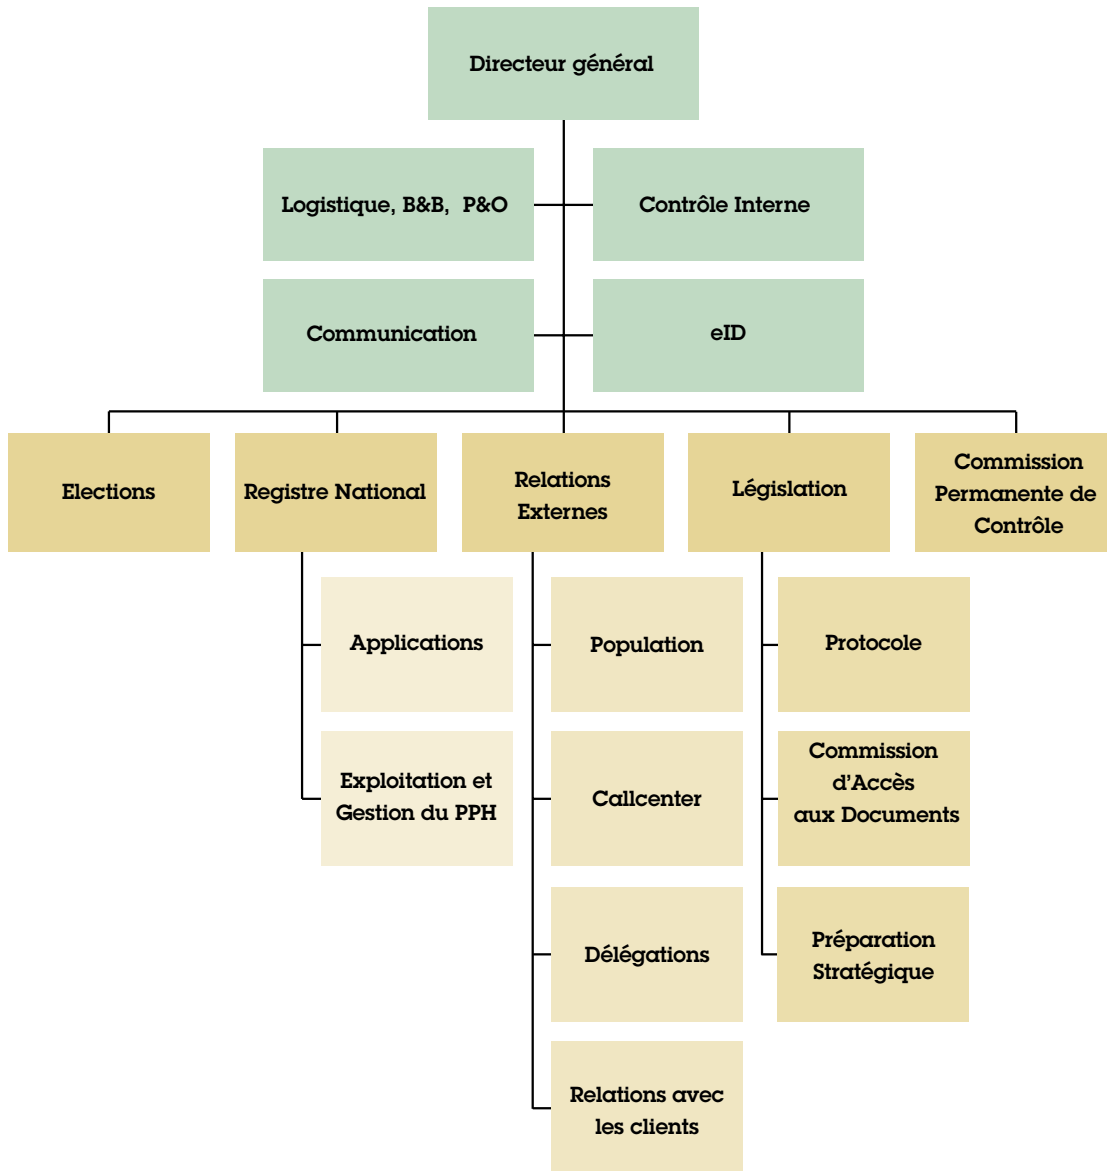 Directeur général
Logistique, B&B, P&O
Contrôle Interne
Communication
eID
Elections
Registre National
Relations
Externes
Législation
Commission
Permanente de
Contrôle
Applications
Exploitation et
Gestion du PPH
Population
Callcenter
Délégations
Relations avec
les clients
Protocole
Commission
d'Accès
aux Documents
Préparation
Stratégique